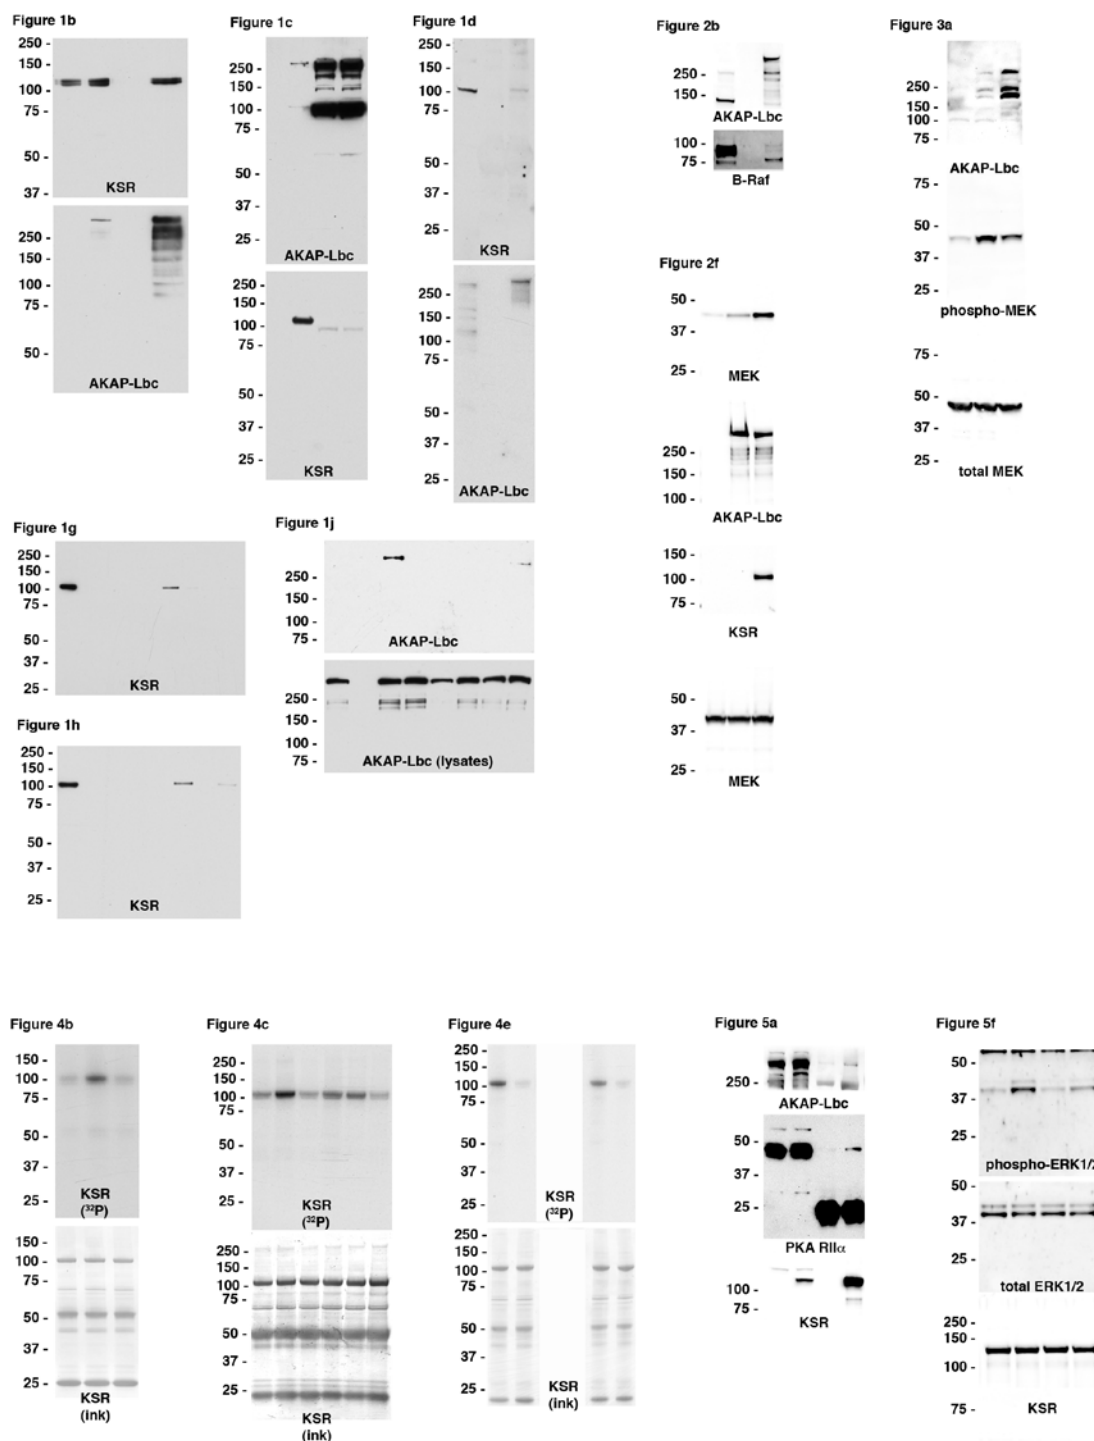 Figure 1b
250 -
150 -
100 -
75 -
50 -
37 -
KSR
250 -
150 -
100 -
75 -
50 -
AKAP-Lbc
Figure 1c
250 -
150 -
100 -
75 -
50 -
37 -
25 -
AKAP-Lbc
250 -
150 -
100 -
75 -
50 -
37 -
25 -
KSR
Figure 1d
250 -
150 -
100 -
75 -
50 -
37 -
25 -
KSR
250 -
150 -
100 -
75 -
50 -
37 -
25 -
AKAP-Lbc
Figure 2b
250 -
150 -
AKAP-Lbc
100 -
75 -
B-Raf
Figure 2f
50 -
37 -
25 -
MEK
250 -
150 -
100 -
AKAP-Lbc
150 -
100 -
75 -
KSR
50 -
37 -
25 -
MEK
Figure 3a
250 -
150 -
100 -
AKAP-Lbc
75 -
50 -
37 -
25 -
phospho-MEK
75 -
50 -
37 -
25 -
total MEK
Figure 1g
250 -
150 -
100 -
75 -
50 -
37 -
25 -
KSR
Figure 1h
250 -
150 -
100 -
75 -
50 -
37 -
25 -
KSR
Figure 1j
250 -
150 -
100 -
75 -
AKAP-Lbc
250 -
150 -
100 -
75 -
AKAP-Lbc (lysates)
Figure 4b
150 -
100 -
75 -
50 -
37 -
25 -
KSR
(³²P)
150 -
100 -
75 -
50 -
37 -
25 -
KSR
(ink)
Figure 4c
250 -
150 -
100 -
75 -
50 -
37 -
25 -
KSR
(³²P)
250 -
150 -
100 -
75 -
50 -
37 -
25 -
KSR
(ink)
Figure 4e
250 -
150 -
100 -
75 -
50 -
37 -
25 -
KSR
(³²P)
250 -
150 -
100 -
75 -
50 -
37 -
25 -
KSR
(ink)
Figure 5a
250 -
AKAP-Lbc
50 -
37 -
25 -
PKA RIIα
100 -
75 -
KSR
Figure 5f
50 -
37 -
25 -
phospho-ERK1/2
50 -
37 -
25 -
total ERK1/2
250 -
150 -
100 -
75 -
KSR